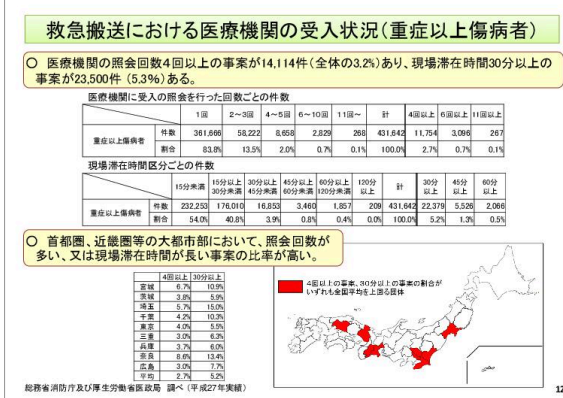 救急搬送における医療機関の受入状況（重症以上傷病者）
○ 医療機関の照会回数4回以上の事案が14,114件（全体の3.2%）あり、現場滞在時間30分以上の
事案が23,500件（5.3%）ある。
医療機関に受入の照会を行った回数ごとの件数
1回 2～3回 4～5回 6～10回 11回～ 計 4回以上 6回以上 11回以上
重症以上傷病者 件数 361,666 58,222 8,658 2,829 268 431,642 11,754 3,096 267
割合 83.8% 13.5% 2.0% 0.7% 0.1% 100.0% 2.7% 0.7% 0.1%
現場滞在時間区分ごとの件数
15分未満 15分以上30分未満 30分以上45分未満 45分以上60分未満 60分以上120分未満 120分以上 計 30分以上 45分以上 60分以上
重症以上傷病者 件数 232,253 176,010 16,853 3,460 1,857 209 431,642 22,379 5,526 2,066
割合 54.0% 40.8% 3.9% 0.8% 0.4% 0.0% 100.0% 5.2% 1.3% 0.5%
○ 首都圏、近畿圏等の大都市部において、照会回数が
多い、又は現場滞在時間が長い事案の比率が高い。
4回以上 30分以上
宮城 6.7% 10.9%
茨城 3.8% 5.9%
埼玉 5.7% 15.0%
千葉 4.2% 10.3%
東京 4.0% 5.5%
三重 3.0% 6.3%
兵庫 3.7% 6.0%
奈良 8.6% 13.4%
広島 3.0% 7.7%
平均 2.7% 5.2%
4回以上の事案、30分以上の事案の割合が
いずれも全国平均を上回る団体
総務省消防庁及び厚生労働省医政局 調べ（平成27年実績）
12